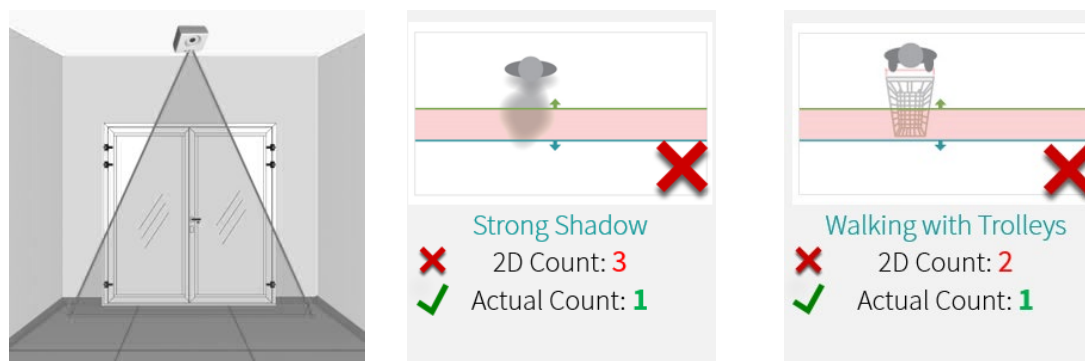 Strong Shadow
2D Count: 3
Actual Count: 1
Walking with Trolleys
2D Count: 2
Actual Count: 1